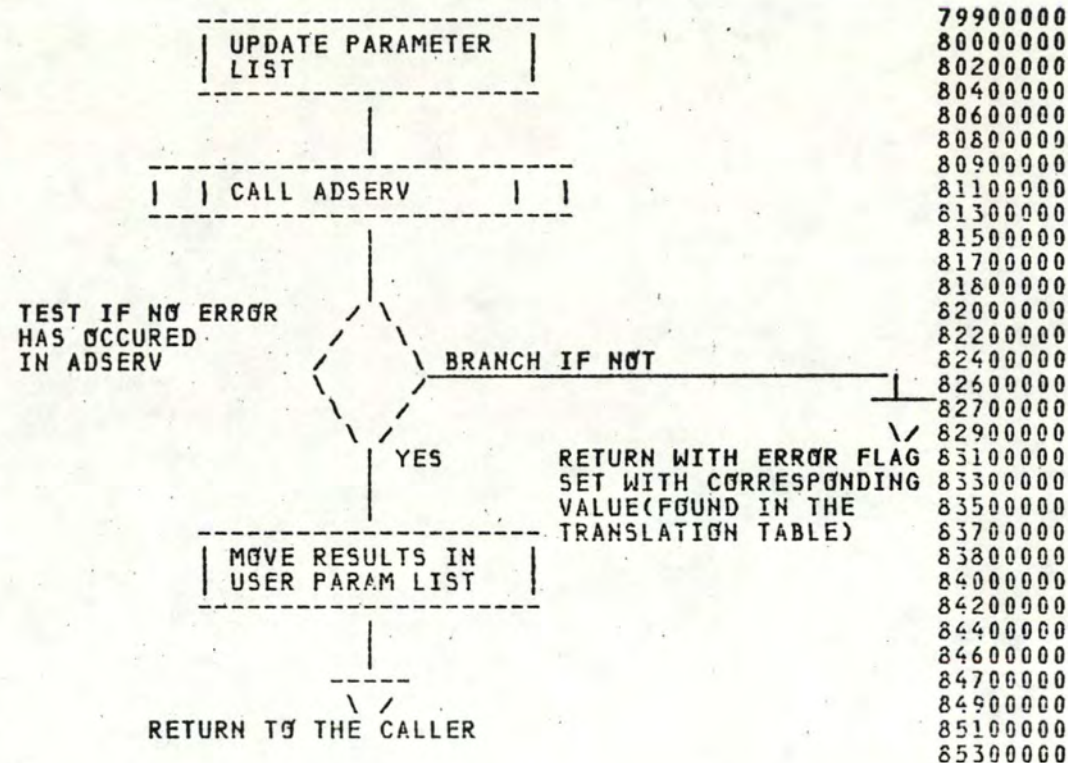 79900000
UPDATE PARAMETER 80000000
LIST 80200000
80400000
80600000
80800000
80900000
CALL ADSERV 81100000
81300000
81500000
81700000
81800000
TEST IF NO ERROR 82000000
HAS OCCURED 82200000
IN ADSERV BRANCH IF NOT 82400000
82600000
82700000
82900000
YES RETURN WITH ERROR FLAG 83100000
SET WITH CORRESPONDING 83300000
VALUE(FOUND IN THE 83500000
TRANSLATION TABLE) 83700000
MOVE RESULTS IN 83800000
USER PARAM LIST 84000000
84200000
84400000
84600000
84700000
84900000
RETURN TO THE CALLER 85100000
85300000